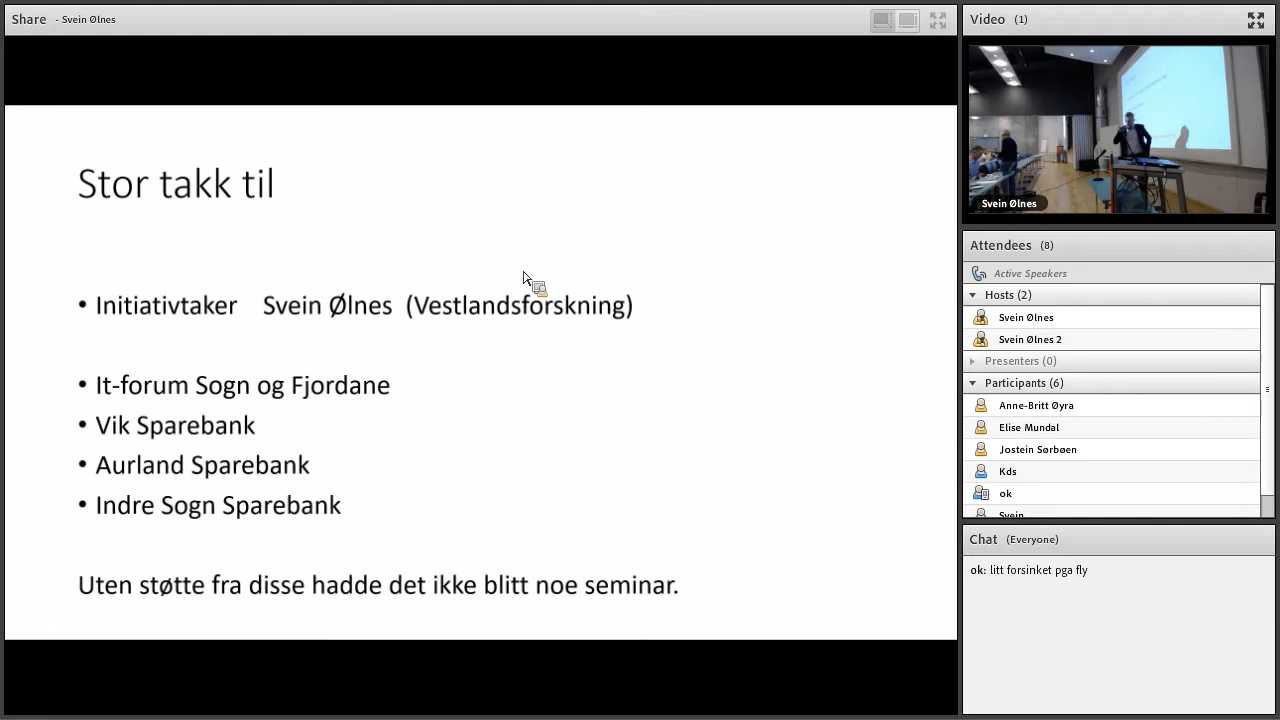 Share - Svein Ølnes
Stor takk til
• Initiativtaker Svein Ølnes (Vestlandsforskning)
• It-forum Sogn og Fjordane
• Vik Sparebank
• Aurland Sparebank
• Indre Sogn Sparebank
Uten støtte fra disse hadde det ikke blitt noe seminar.
Video (1)
Svein Ølnes
Attendees (8)
Active Speakers
Hosts (2)
Svein Ølnes
Svein Ølnes 2
Presenters (0)
Participants (6)
Anne-Britt Øyra
Elise Mundal
Jostein Sørbøen
Kds
ok
Svein
Chat (Everyone)
ok: litt forsinket pga fly